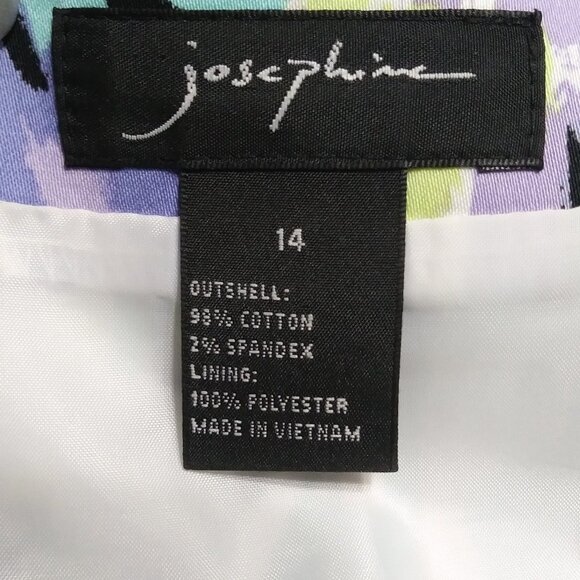 josephine
14
OUTSHELL:
98% COTTON
2% SPANDEX
LINING:
100% POLYESTER
MADE IN VIETNAM